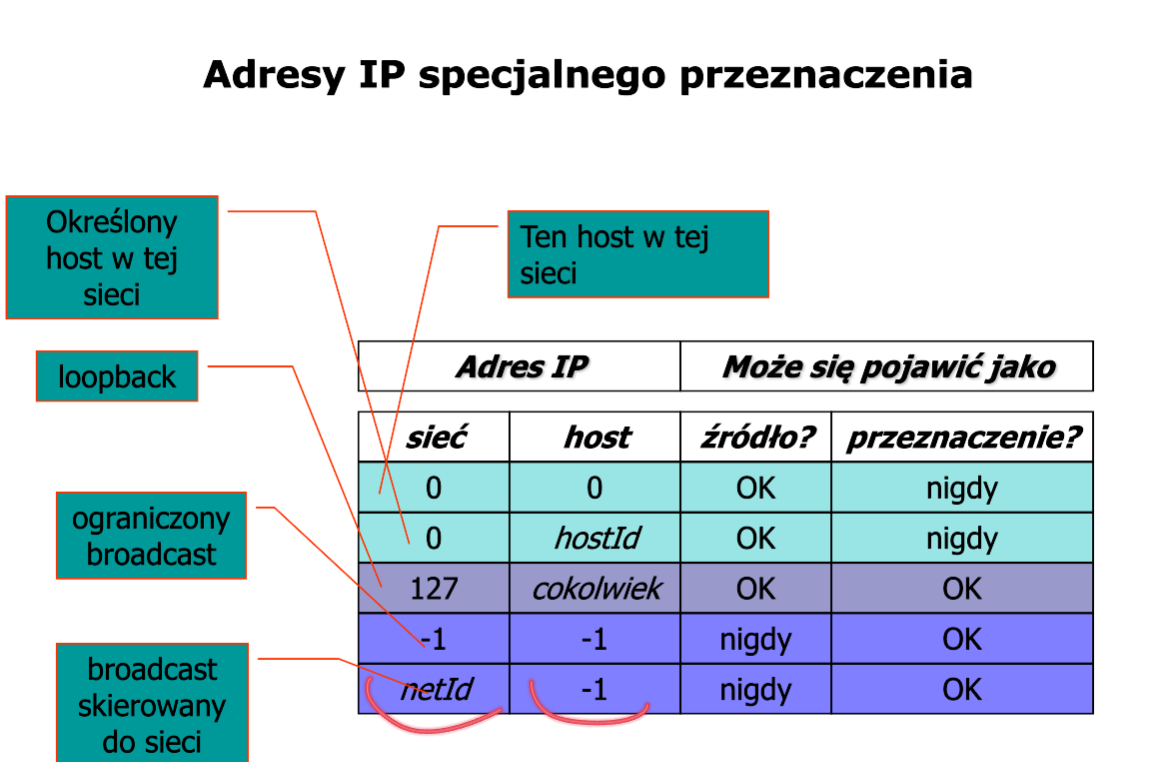 Adresy IP specjalnego przeznaczenia
Określony
host w tej
sieci
Ten host w tej
sieci
loopback
ograniczony
broadcast
broadcast
skierowany
do sieci
Adres IP Może się pojawić jako
sieć host źródło? przeznaczenie?
0 0 OK nigdy
0 hostId OK nigdy
127 cokolwiek OK OK
-1 -1 nigdy OK
netId -1 nigdy OK